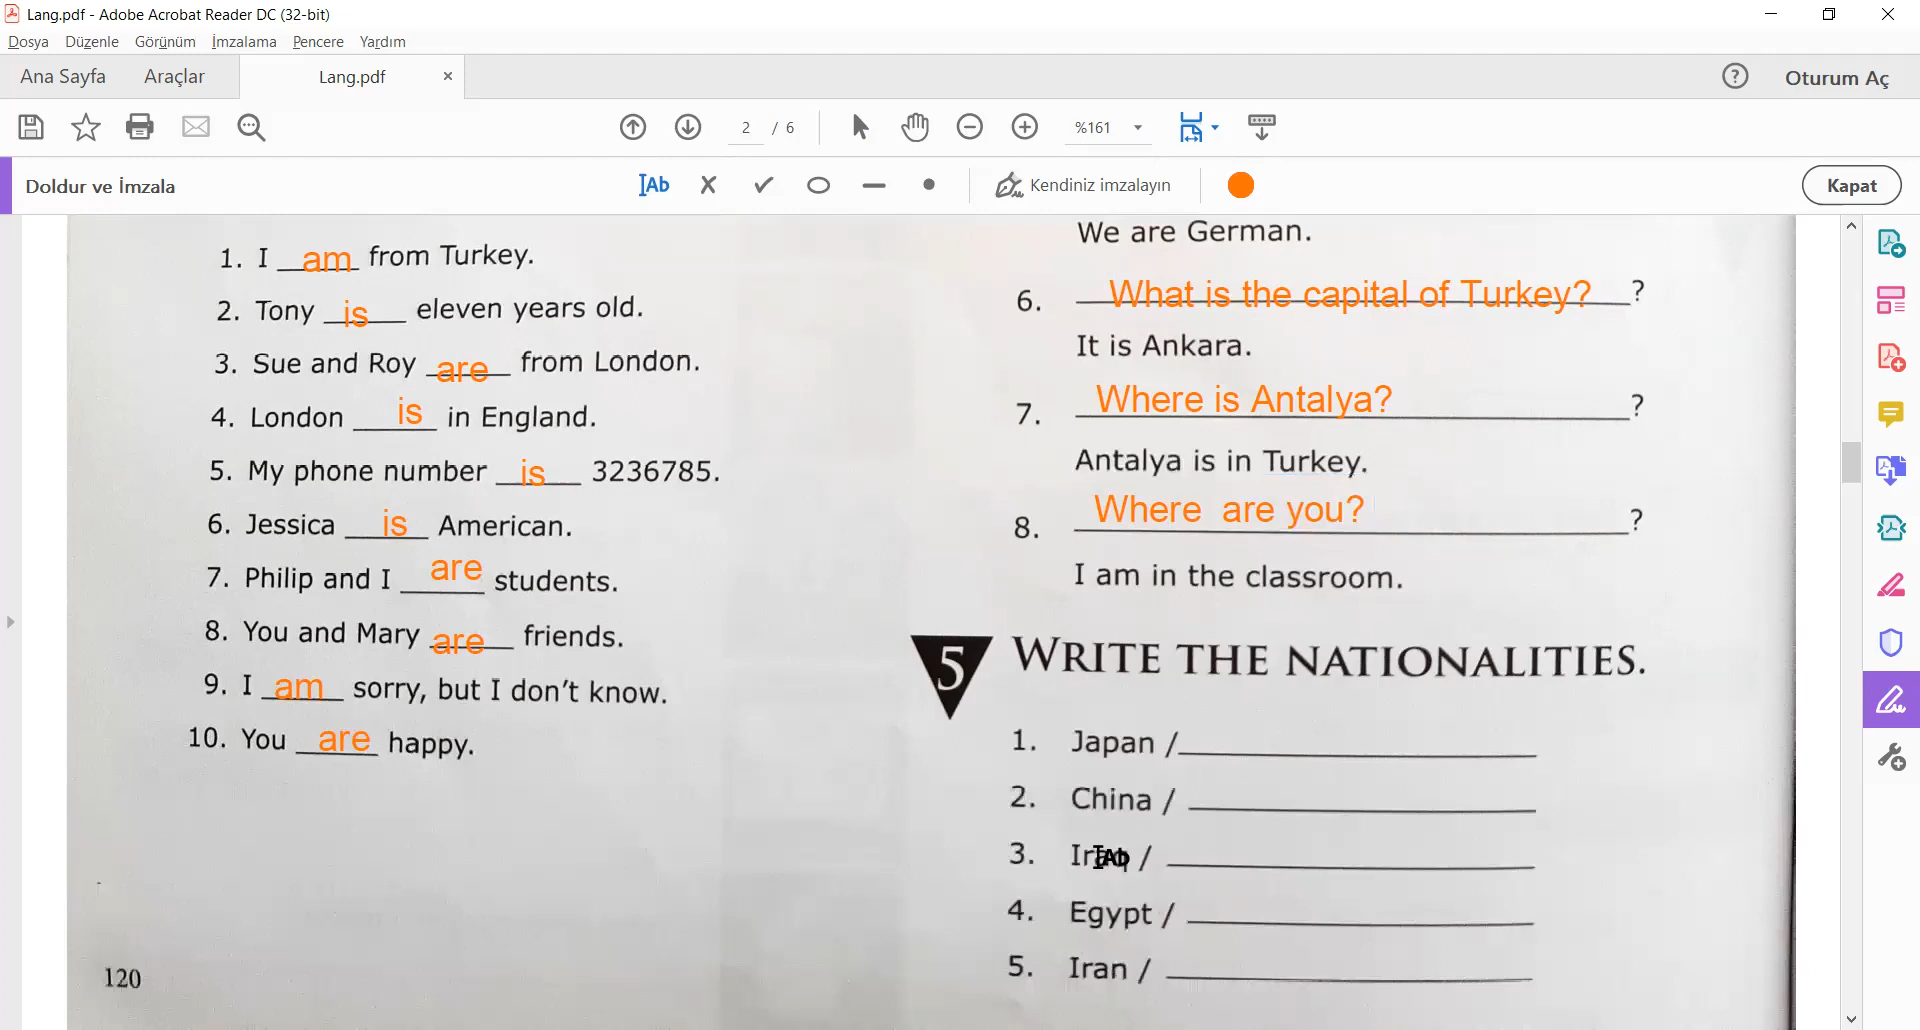 Lang.pdf - Adobe Acrobat Reader DC (32-bit)
Dosya Düzenle Görünüm İmzalama Pencere Yardım
Ana Sayfa Araçlar Lang.pdf × ? Oturum Aç
2 / 6 %161
Doldur ve İmzala Ab Kendiniz imzalayın Kapat
1. I am from Turkey.
2. Tony is eleven years old.
3. Sue and Roy are from London.
4. London is in England.
5. My phone number is 3236785.
6. Jessica is American.
7. Philip and I are students.
8. You and Mary are friends.
9. I am sorry, but I don't know.
10. You are happy.
120
We are German.
6. What is the capital of Turkey? ?
It is Ankara.
7. Where is Antalya? ?
Antalya is in Turkey.
8. Where are you? ?
I am in the classroom.
5 WRITE THE NATIONALITIES.
1. Japan /
2. China /
3. Iraq /
4. Egypt /
5. Iran /